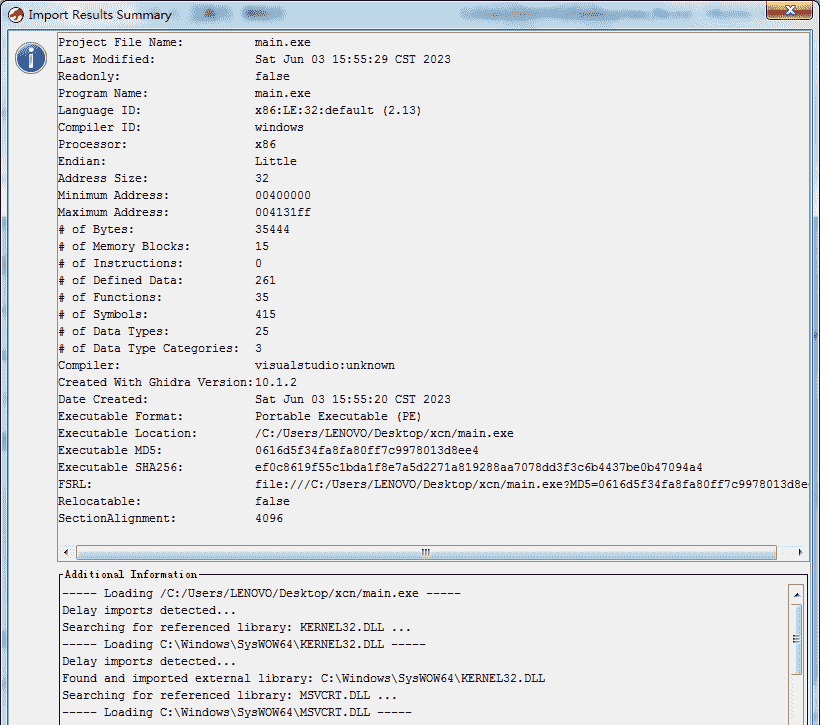 Import Results Summary
Project File Name: main.exe
Last Modified: Sat Jun 03 15:55:29 CST 2023
Readonly: false
Program Name: main.exe
Language ID: x86:LE:32:default (2.13)
Compiler ID: windows
Processor: x86
Endian: Little
Address Size: 32
Minimum Address: 00400000
Maximum Address: 004131ff
# of Bytes: 35444
# of Memory Blocks: 15
# of Instructions: 0
# of Defined Data: 261
# of Functions: 35
# of Symbols: 415
# of Data Types: 25
# of Data Type Categories: 3
Compiler: visualstudio:unknown
Created With Ghidra Version: 10.1.2
Date Created: Sat Jun 03 15:55:20 CST 2023
Executable Format: Portable Executable (PE)
Executable Location: /C:/Users/LENOVO/Desktop/xcn/main.exe
Executable MD5: 0616d5f34fa8fa80ff7c9978013d8ee4
Executable SHA256: ef0c8619f55c1bda1f8e7a5d2271a819288aa7078dd3f3c6b4437be0b47094a4
FSRL: file:///C:/Users/LENOVO/Desktop/xcn/main.exe?MD5=0616d5f34fa8fa80ff7c9978013d8e
Relocatable: false
SectionAlignment: 4096
Additional Information
----- Loading /C:/Users/LENOVO/Desktop/xcn/main.exe -----
Delay imports detected...
Searching for referenced library: KERNEL32.DLL ...
----- Loading C:\Windows\SysWOW64\KERNEL32.DLL -----
Delay imports detected...
Found and imported external library: C:\Windows\SysWOW64\KERNEL32.DLL
Searching for referenced library: MSVCRT.DLL ...
----- Loading C:\Windows\SysWOW64\MSVCRT.DLL -----